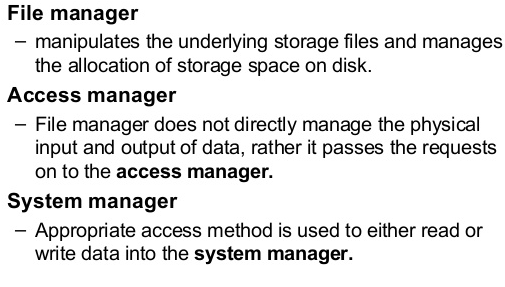 File manager
– manipulates the underlying storage files and manages
the allocation of storage space on disk.
Access manager
– File manager does not directly manage the physical
input and output of data, rather it passes the requests
on to the access manager.
System manager
– Appropriate access method is used to either read or
write data into the system manager.